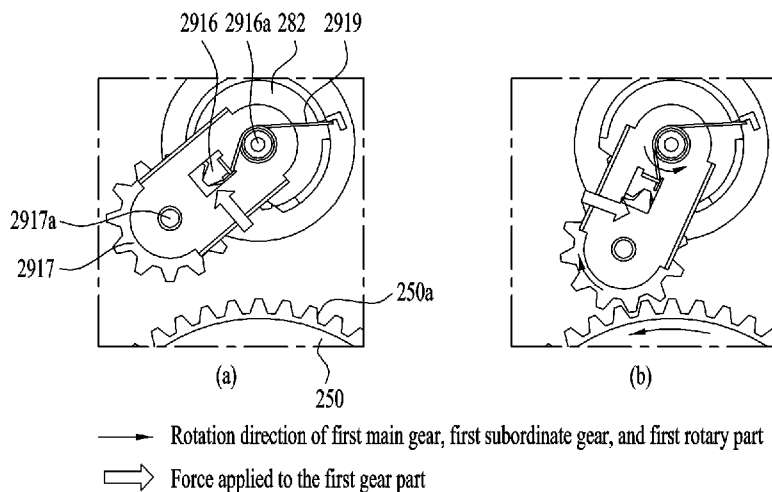 2916 2916a 282 2919
2917a
2917
250a
250
(a)
(b)
Rotation direction of first main gear, first subordinate gear, and first rotary part
Force applied to the first gear part